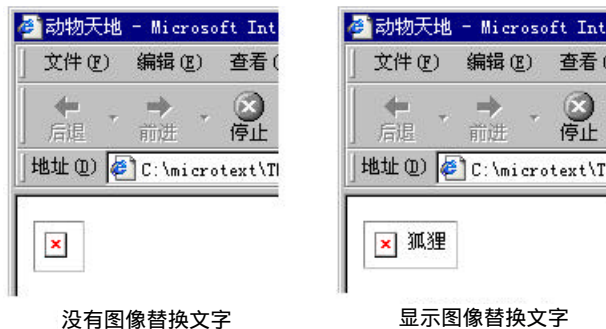 动物天地 - Microsoft Int
文件(F) 编辑(E) 查看(
后退 前进 停止
地址(D) C:\microtext\T
没有图像替换文字
动物天地 - Microsoft Int
文件(F) 编辑(E) 查看(
后退 前进 停止
地址(D) C:\microtext\T
狐狸
显示图像替换文字